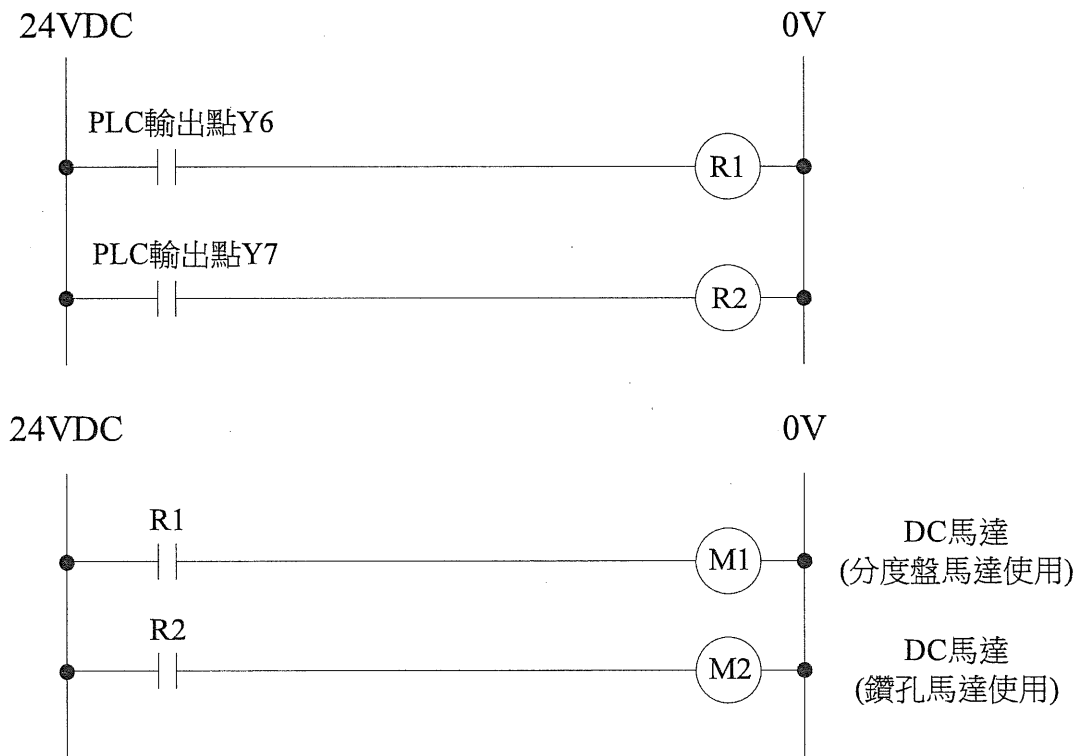 24VDC
0V
PLC輸出點Y6
R1
PLC輸出點Y7
R2
24VDC
0V
R1
M1
DC馬達
(分度盤馬達使用)
R2
M2
DC馬達
(鑽孔馬達使用)